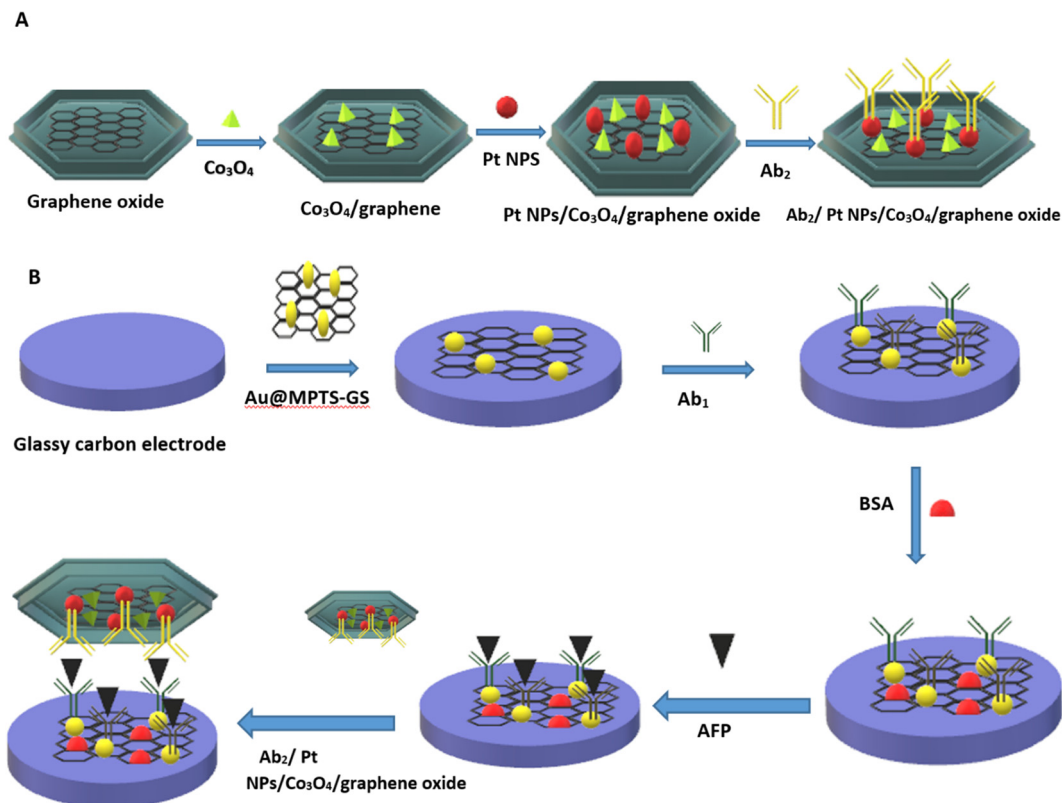 A
Co₃O₄
Pt NPS
Ab₂
Graphene oxide
Co₃O₄/graphene
Pt NPs/Co₃O₄/graphene oxide
Ab₂/ Pt NPs/Co₃O₄/graphene oxide
B
Au@MPTS-GS
Ab₁
Glassy carbon electrode
BSA
AFP
Ab₂/ Pt
NPs/Co₃O₄/graphene oxide